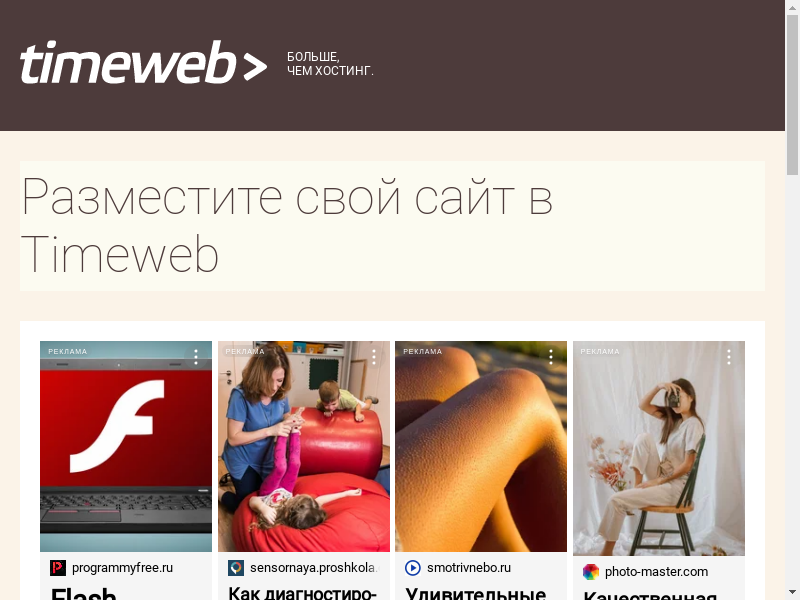 timeweb>
БОЛЬШЕ,
ЧЕМ ХОСТИНГ.
Разместите свой сайт в
Timeweb
РЕКЛАМА
РЕКЛАМА
РЕКЛАМА
РЕКЛАМА
programmyfree.ru
sensornaya.proshkola.
smotrivnebo.ru
photo-master.com
Flash
Как диагностиро-
Удивительные
Качественная